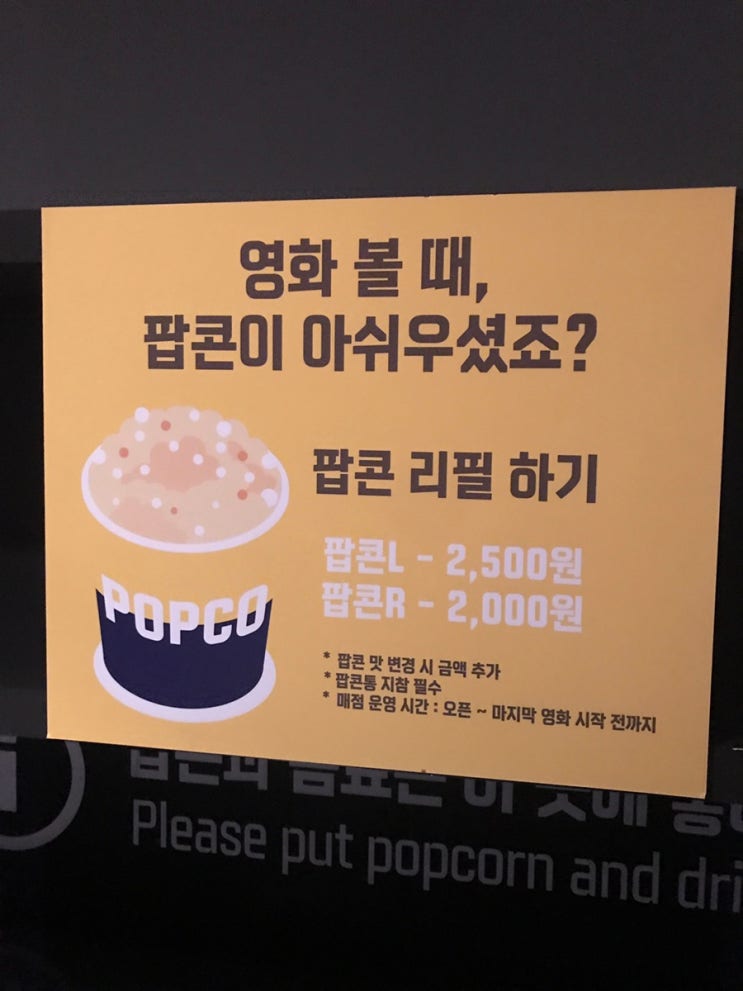 영화 볼 때,
팝콘이 아쉬우셨죠?
팝콘 리필 하기
팝콘L - 2,500원
팝콘R - 2,000원
POPCO
* 팝콘 맛 변경 시 금액 추가
* 팝콘통 지참 필수
* 매점 운영 시간 : 오픈 ~ 마지막 영화 시작 전까지
Please put popcorn and